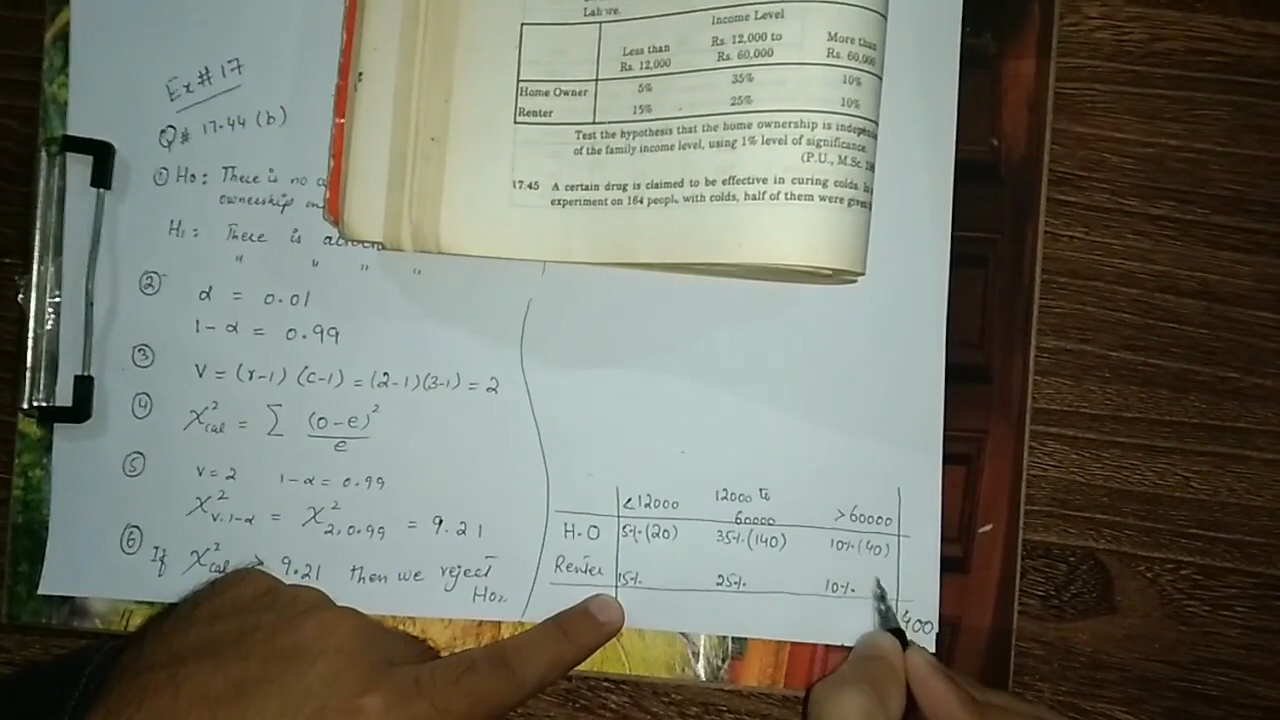 Ex # 17
Q# 17.44 (b)
① Ho: There is no
ownership
H₁: There is
" " " "
② α = 0.01
1-α = 0.99
③ V = (r-1) (c-1) = (2-1)(3-1) = 2
④ χ²cal = Σ (o-e)² / e
⑤ v=2 1-α = 0.99
χ²v,1-α = χ²2,0.99 = 9.21
⑥ If χ²cal > 9.21 then we reject
Ho.
Income Level
Less than Rs. 12,000 to More than
Rs. 12,000 Rs. 60,000 Rs. 60,000
Home Owner 5% 35% 10%
Renter 15% 25% 10%
Test the hypothesis that the home ownership is
of the family income level, using 1% level of significance.
(P.U., M.Sc.
17.45 A certain drug is claimed to be effective in curing colds.
experiment on 164 people with colds, half of them were given
<12000 12000 to >60000
60000
H.O 5%(20) 35%(140) 10%(40)
Renter 15% 25% 10%
400